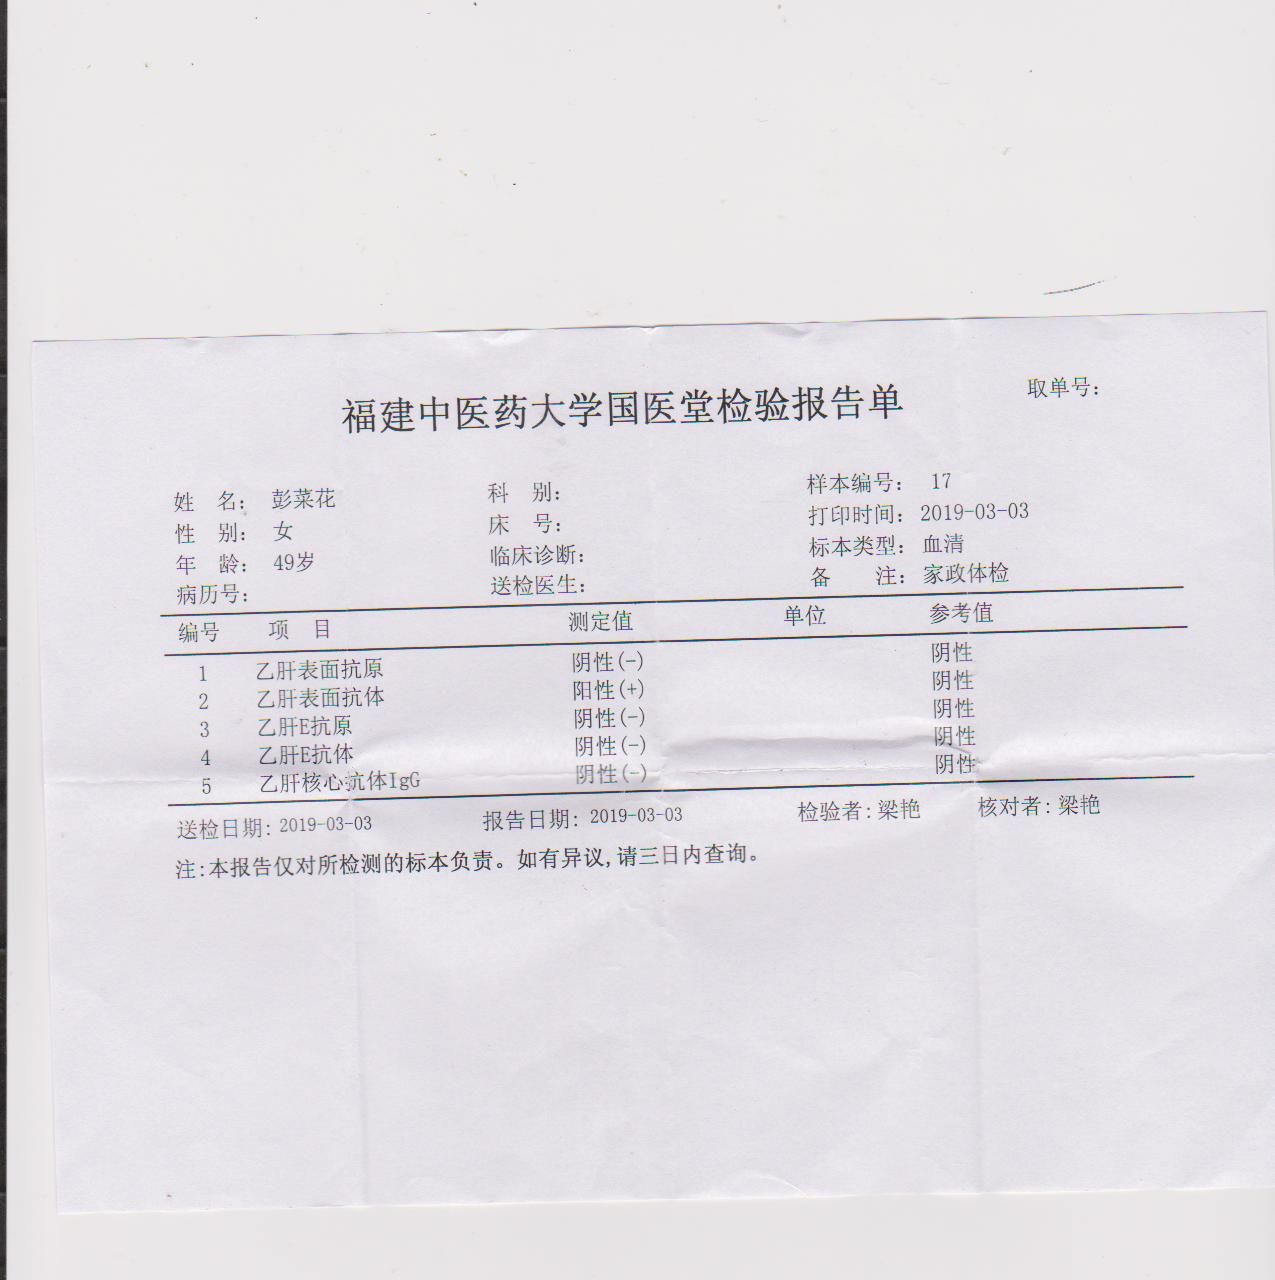 取单号：
福建中医药大学国医堂检验报告单
姓 名： 彭菜花 科 别： 样本编号： 17
性 别： 女 床 号： 打印时间： 2019-03-03
年 龄： 49岁 临床诊断： 标本类型： 血清
病历号： 送检医生： 备 注： 家政体检
编号 项 目 测定值 单位 参考值
1 乙肝表面抗原 阴性(-) 阴性
2 乙肝表面抗体 阳性(+) 阴性
3 乙肝E抗原 阴性(-) 阴性
4 乙肝E抗体 阴性(-) 阴性
5 乙肝核心抗体IgG 阴性(-) 阴性
送检日期：2019-03-03 报告日期：2019-03-03 检验者：梁艳 核对者：梁艳
注：本报告仅对所检测的标本负责。如有异议，请三日内查询。